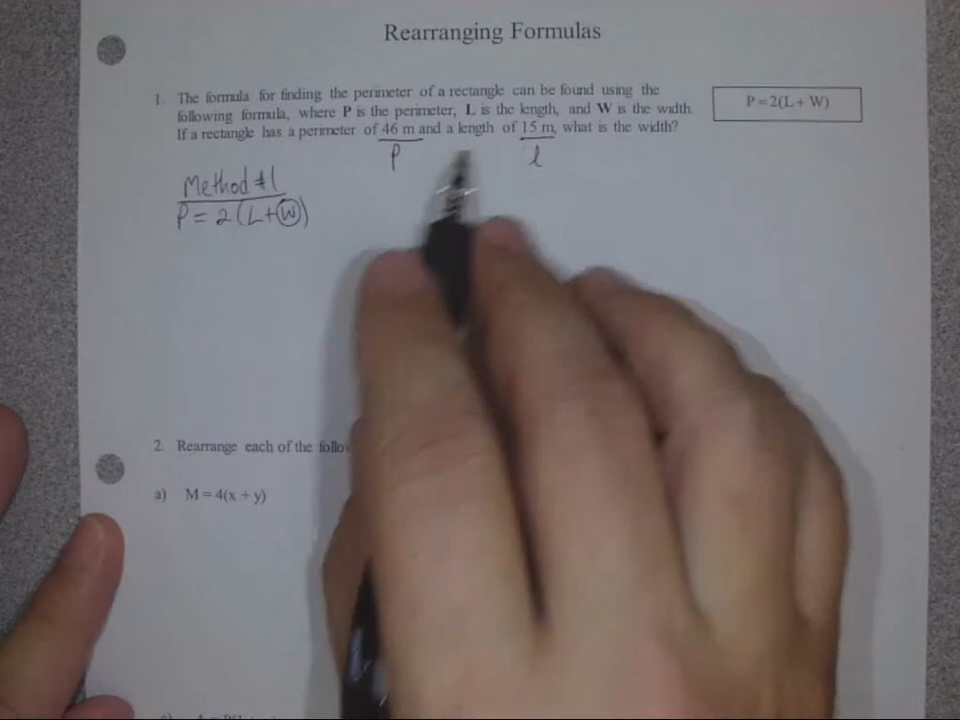 Rearranging Formulas
1. The formula for finding the perimeter of a rectangle can be found using the
following formula, where P is the perimeter, L is the length, and W is the width.
If a rectangle has a perimeter of 46 m and a length of 15 m, what is the width?
P = 2(L + W)
P l
Method #1
P = 2(L+W)
2. Rearrange each of the
a) M = 4(x + y)